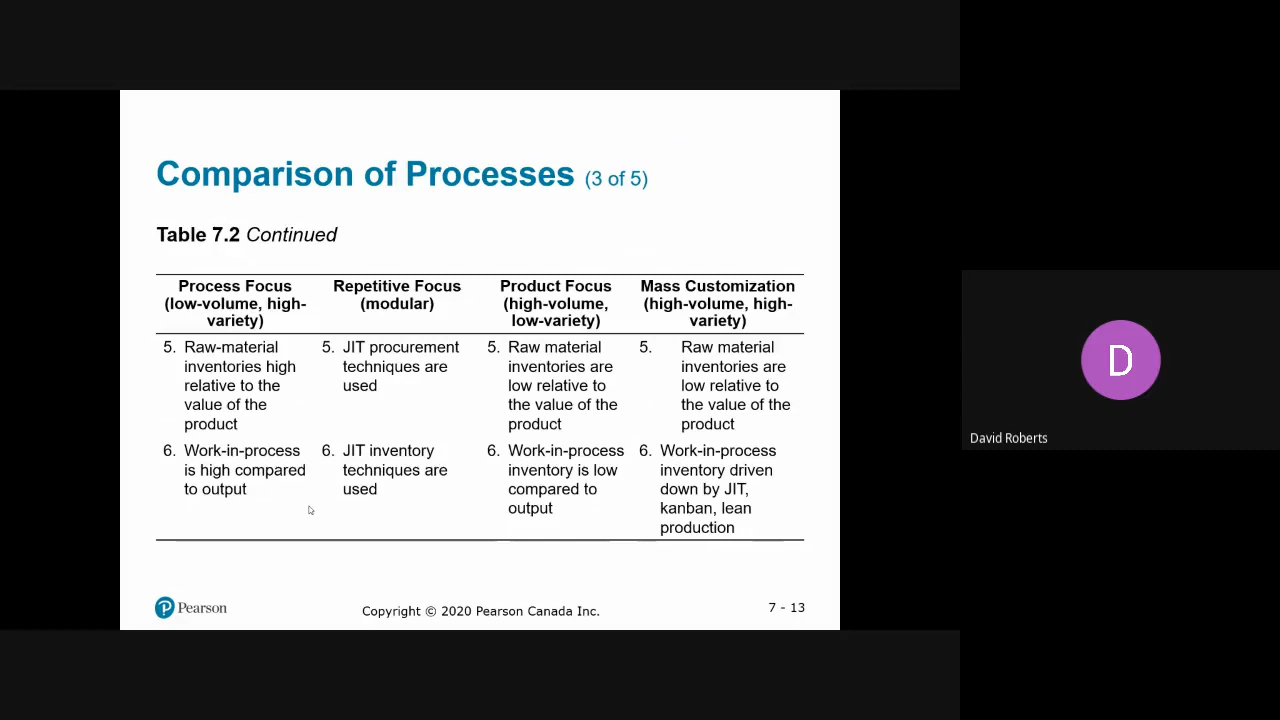 Comparison of Processes (3 of 5)
Table 7.2 Continued
Process Focus
(low-volume, high-
variety)
Repetitive Focus
(modular)
Product Focus
(high-volume,
low-variety)
Mass Customization
(high-volume, high-
variety)
5. Raw-material
inventories high
relative to the
value of the
product
5. JIT procurement
techniques are
used
5. Raw material
inventories are
low relative to
the value of the
product
5. Raw material
inventories are
low relative to
the value of the
product
6. Work-in-process
is high compared
to output
6. JIT inventory
techniques are
used
6. Work-in-process
inventory is low
compared to
output
6. Work-in-process
inventory driven
down by JIT,
kanban, lean
production
P Pearson
Copyright © 2020 Pearson Canada Inc.
7 - 13
D
David Roberts